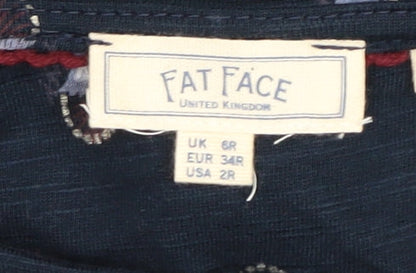 FAT FACE
UNITED KINGDOM
UK 6R
EUR 34R
USA 2R